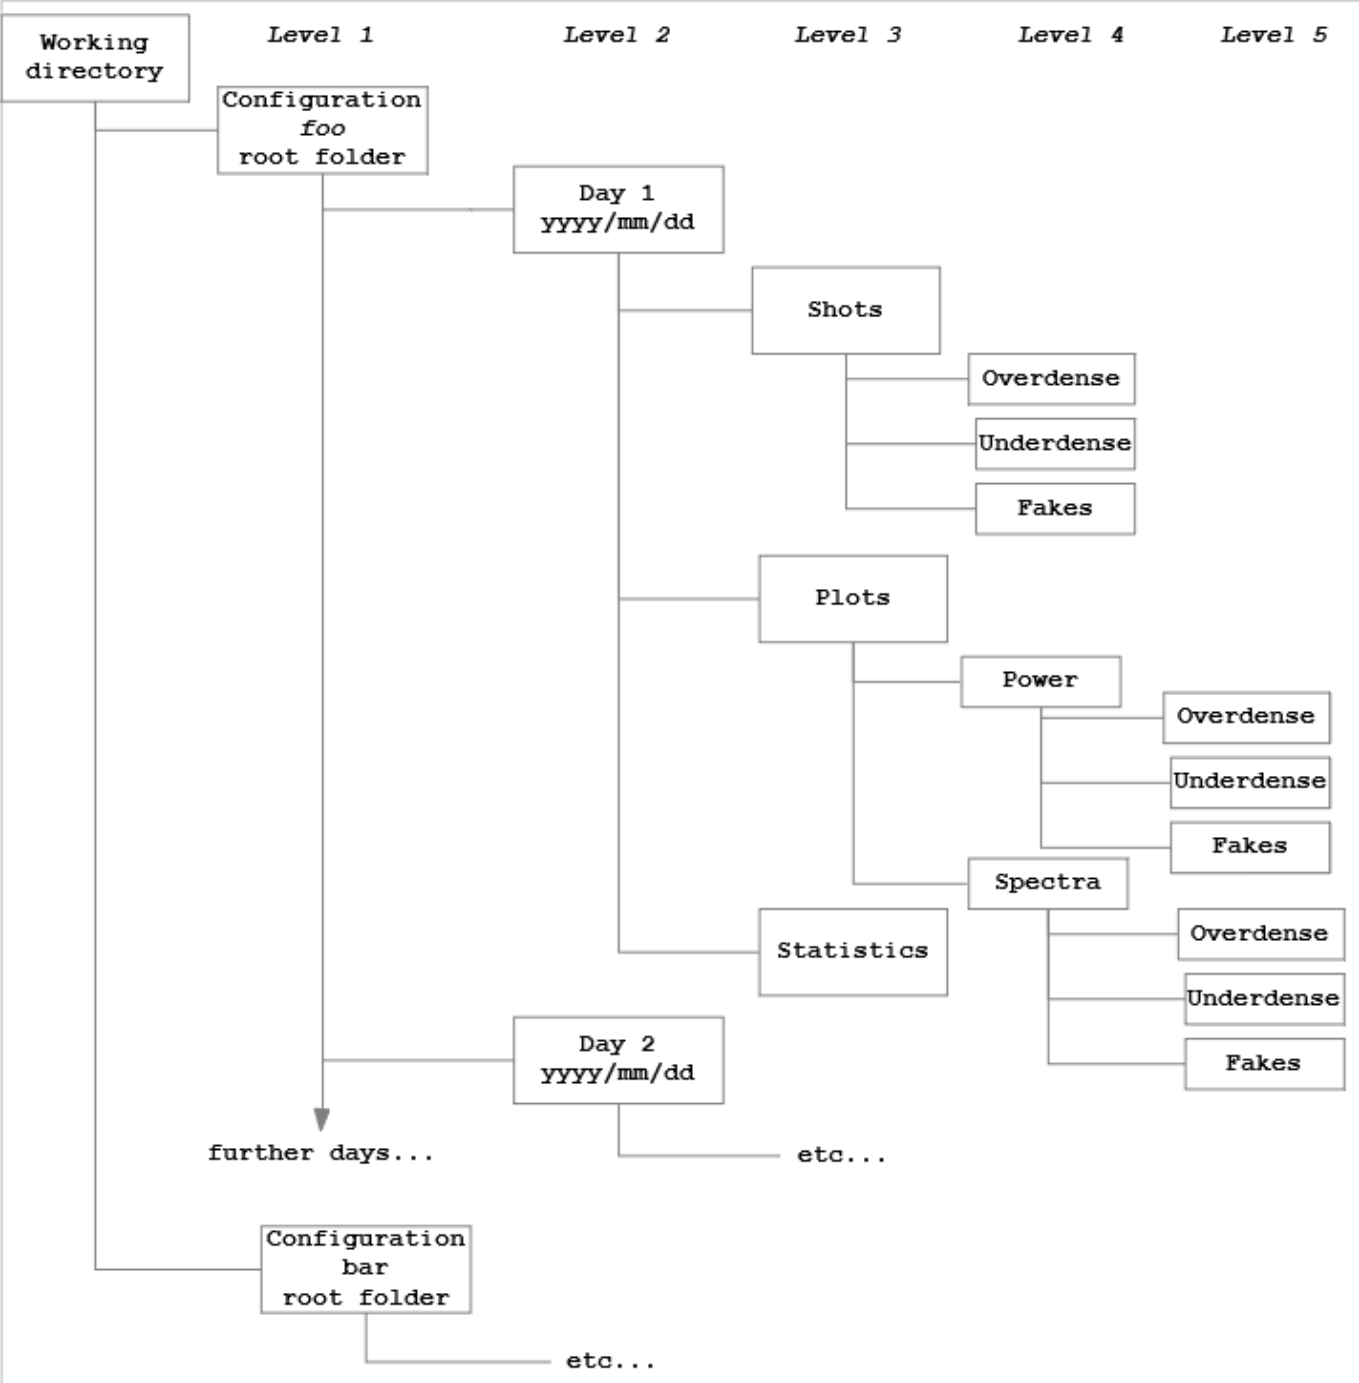 Working
directory
Level 1
Level 2
Level 3
Level 4
Level 5
Configuration
foo
root folder
Day 1
yyyy/mm/dd
Shots
Overdense
Underdense
Fakes
Plots
Power
Overdense
Underdense
Fakes
Spectra
Overdense
Underdense
Fakes
Statistics
Day 2
yyyy/mm/dd
etc...
further days...
Configuration
bar
root folder
etc...